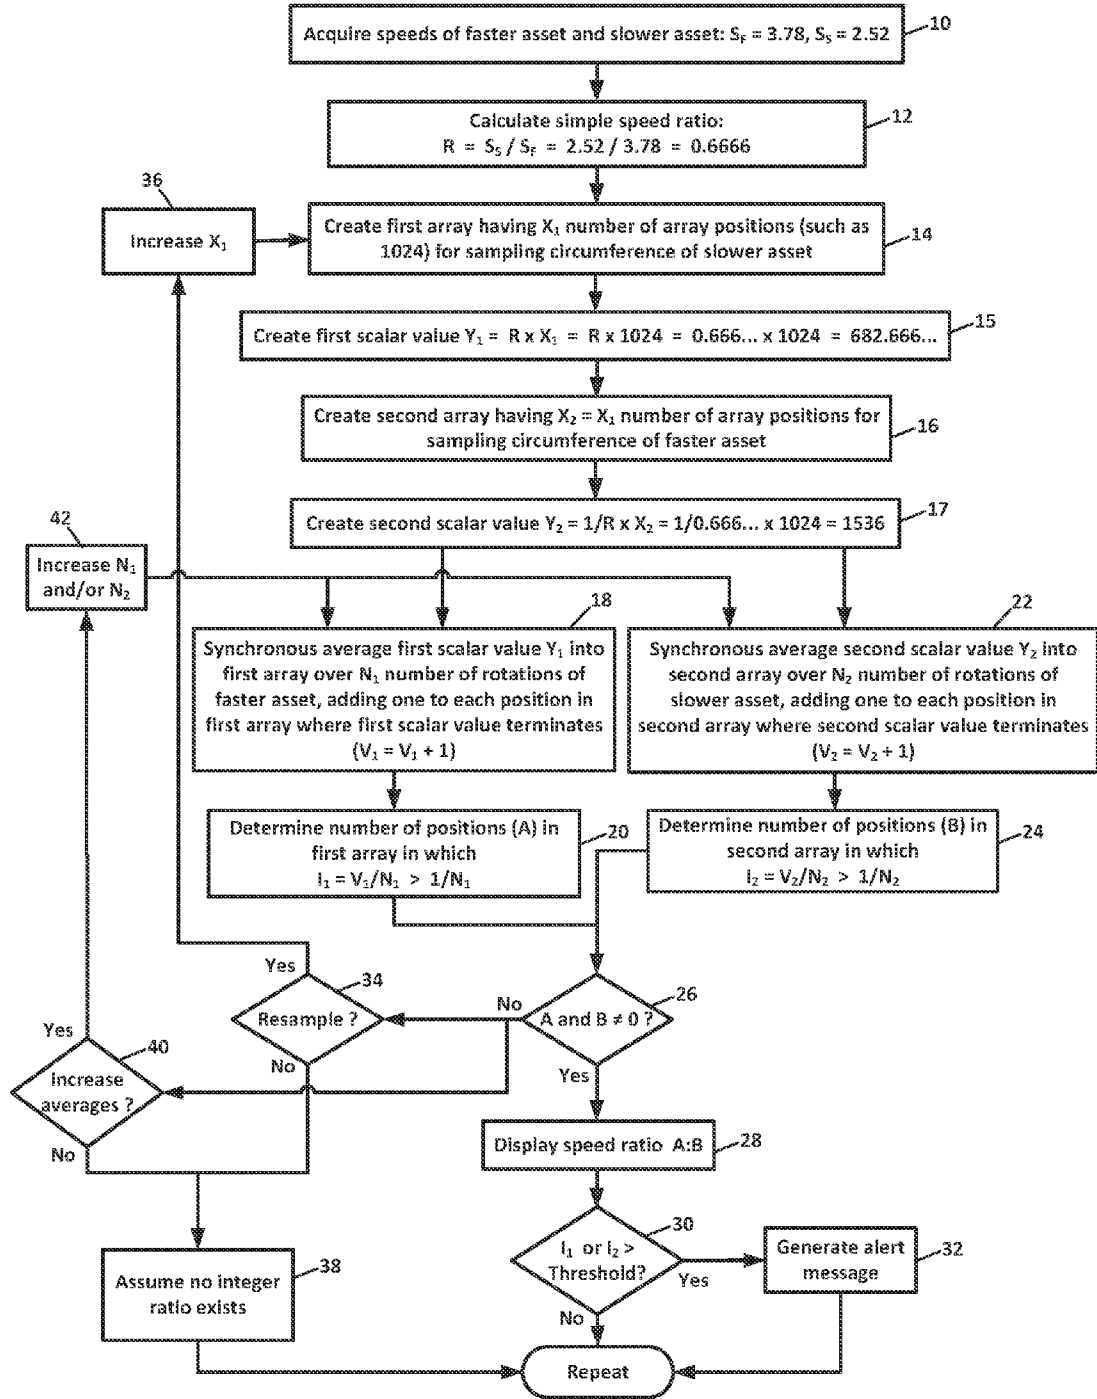 Acquire speeds of faster asset and slower asset: S_F = 3.78, S_S = 2.52
10
Calculate simple speed ratio:
R = S_S / S_F = 2.52 / 3.78 = 0.6666
12
36
Increase X₁
Create first array having X₁ number of array positions (such as
1024) for sampling circumference of slower asset
14
Create first scalar value Y₁ = R x X₁ = R x 1024 = 0.666... x 1024 = 682.666...
15
Create second array having X₂ = X₁ number of array positions for
sampling circumference of faster asset
16
Create second scalar value Y₂ = 1/R x X₂ = 1/0.666... x 1024 = 1536
17
42
Increase N₁
and/or N₂
18
Synchronous average first scalar value Y₁ into
first array over N₁ number of rotations of
faster asset, adding one to each position in
first array where first scalar value terminates
(V₁ = V₁ + 1)
22
Synchronous average second scalar value Y₂ into
second array over N₂ number of rotations of
slower asset, adding one to each position in
second array where second scalar value terminates
(V₂ = V₂ + 1)
Determine number of positions (A) in
first array in which
I₁ = V₁/N₁ > 1/N₁
20
Determine number of positions (B) in
second array in which
I₂ = V₂/N₂ > 1/N₂
24
Yes
34
Resample ?
No
No
26
A and B ≠ 0 ?
Yes
Yes
40
Increase
averages ?
No
Display speed ratio A:B
28
30
I₁ or I₂ >
Threshold?
Yes
No
Generate alert
message
32
Assume no integer
ratio exists
38
Repeat